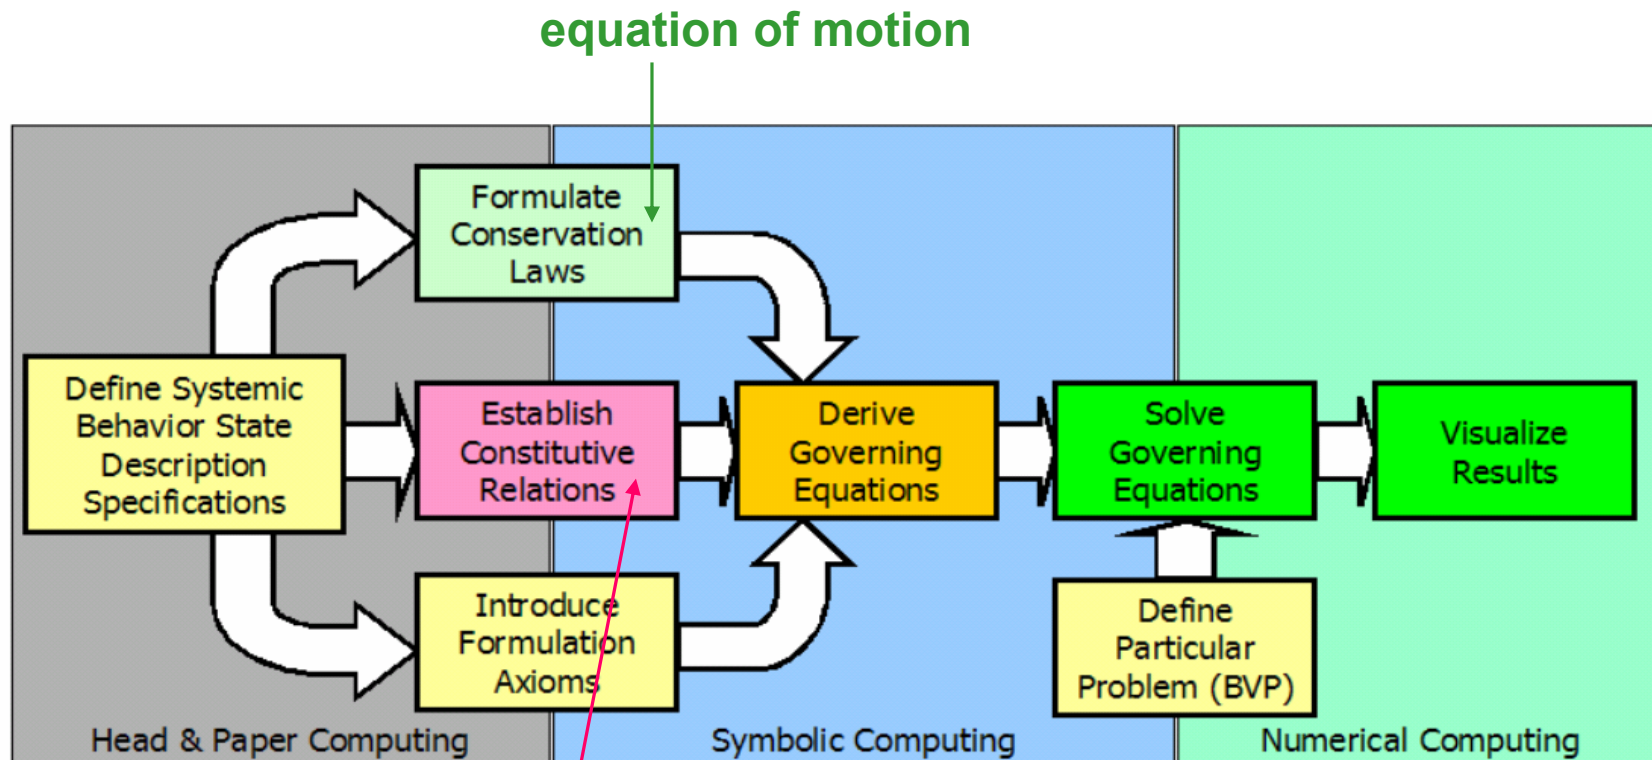 equation of motion
Formulate
Conservation
Laws
Define Systemic
Behavior State
Description
Specifications
Establish
Constitutive
Relations
Derive
Governing
Equations
Solve
Governing
Equations
Visualize
Results
Introduce
Formulation
Axioms
Define
Particular
Problem (BVP)
Head & Paper Computing
Symbolic Computing
Numerical Computing